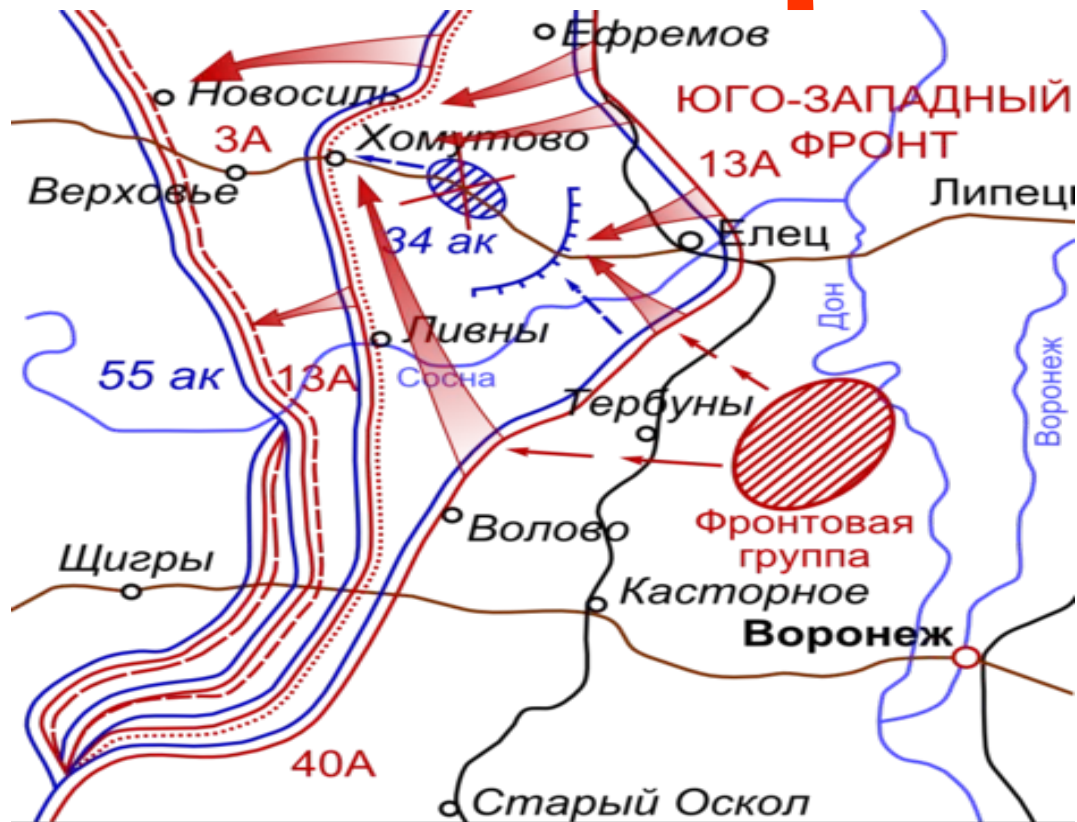 Ефремов
Новосиль
ЮГО-ЗАПАДНЫЙ
ФРОНТ
3А
Хомутово
13А
Верховье
Липецк
34 ак
Елец
Дон
Ливны
55 ак
13А
Сосна
Тербуны
Воронеж
Волово
Фронтовая
группа
Щигры
Касторное
Воронеж
40А
Старый Оскол